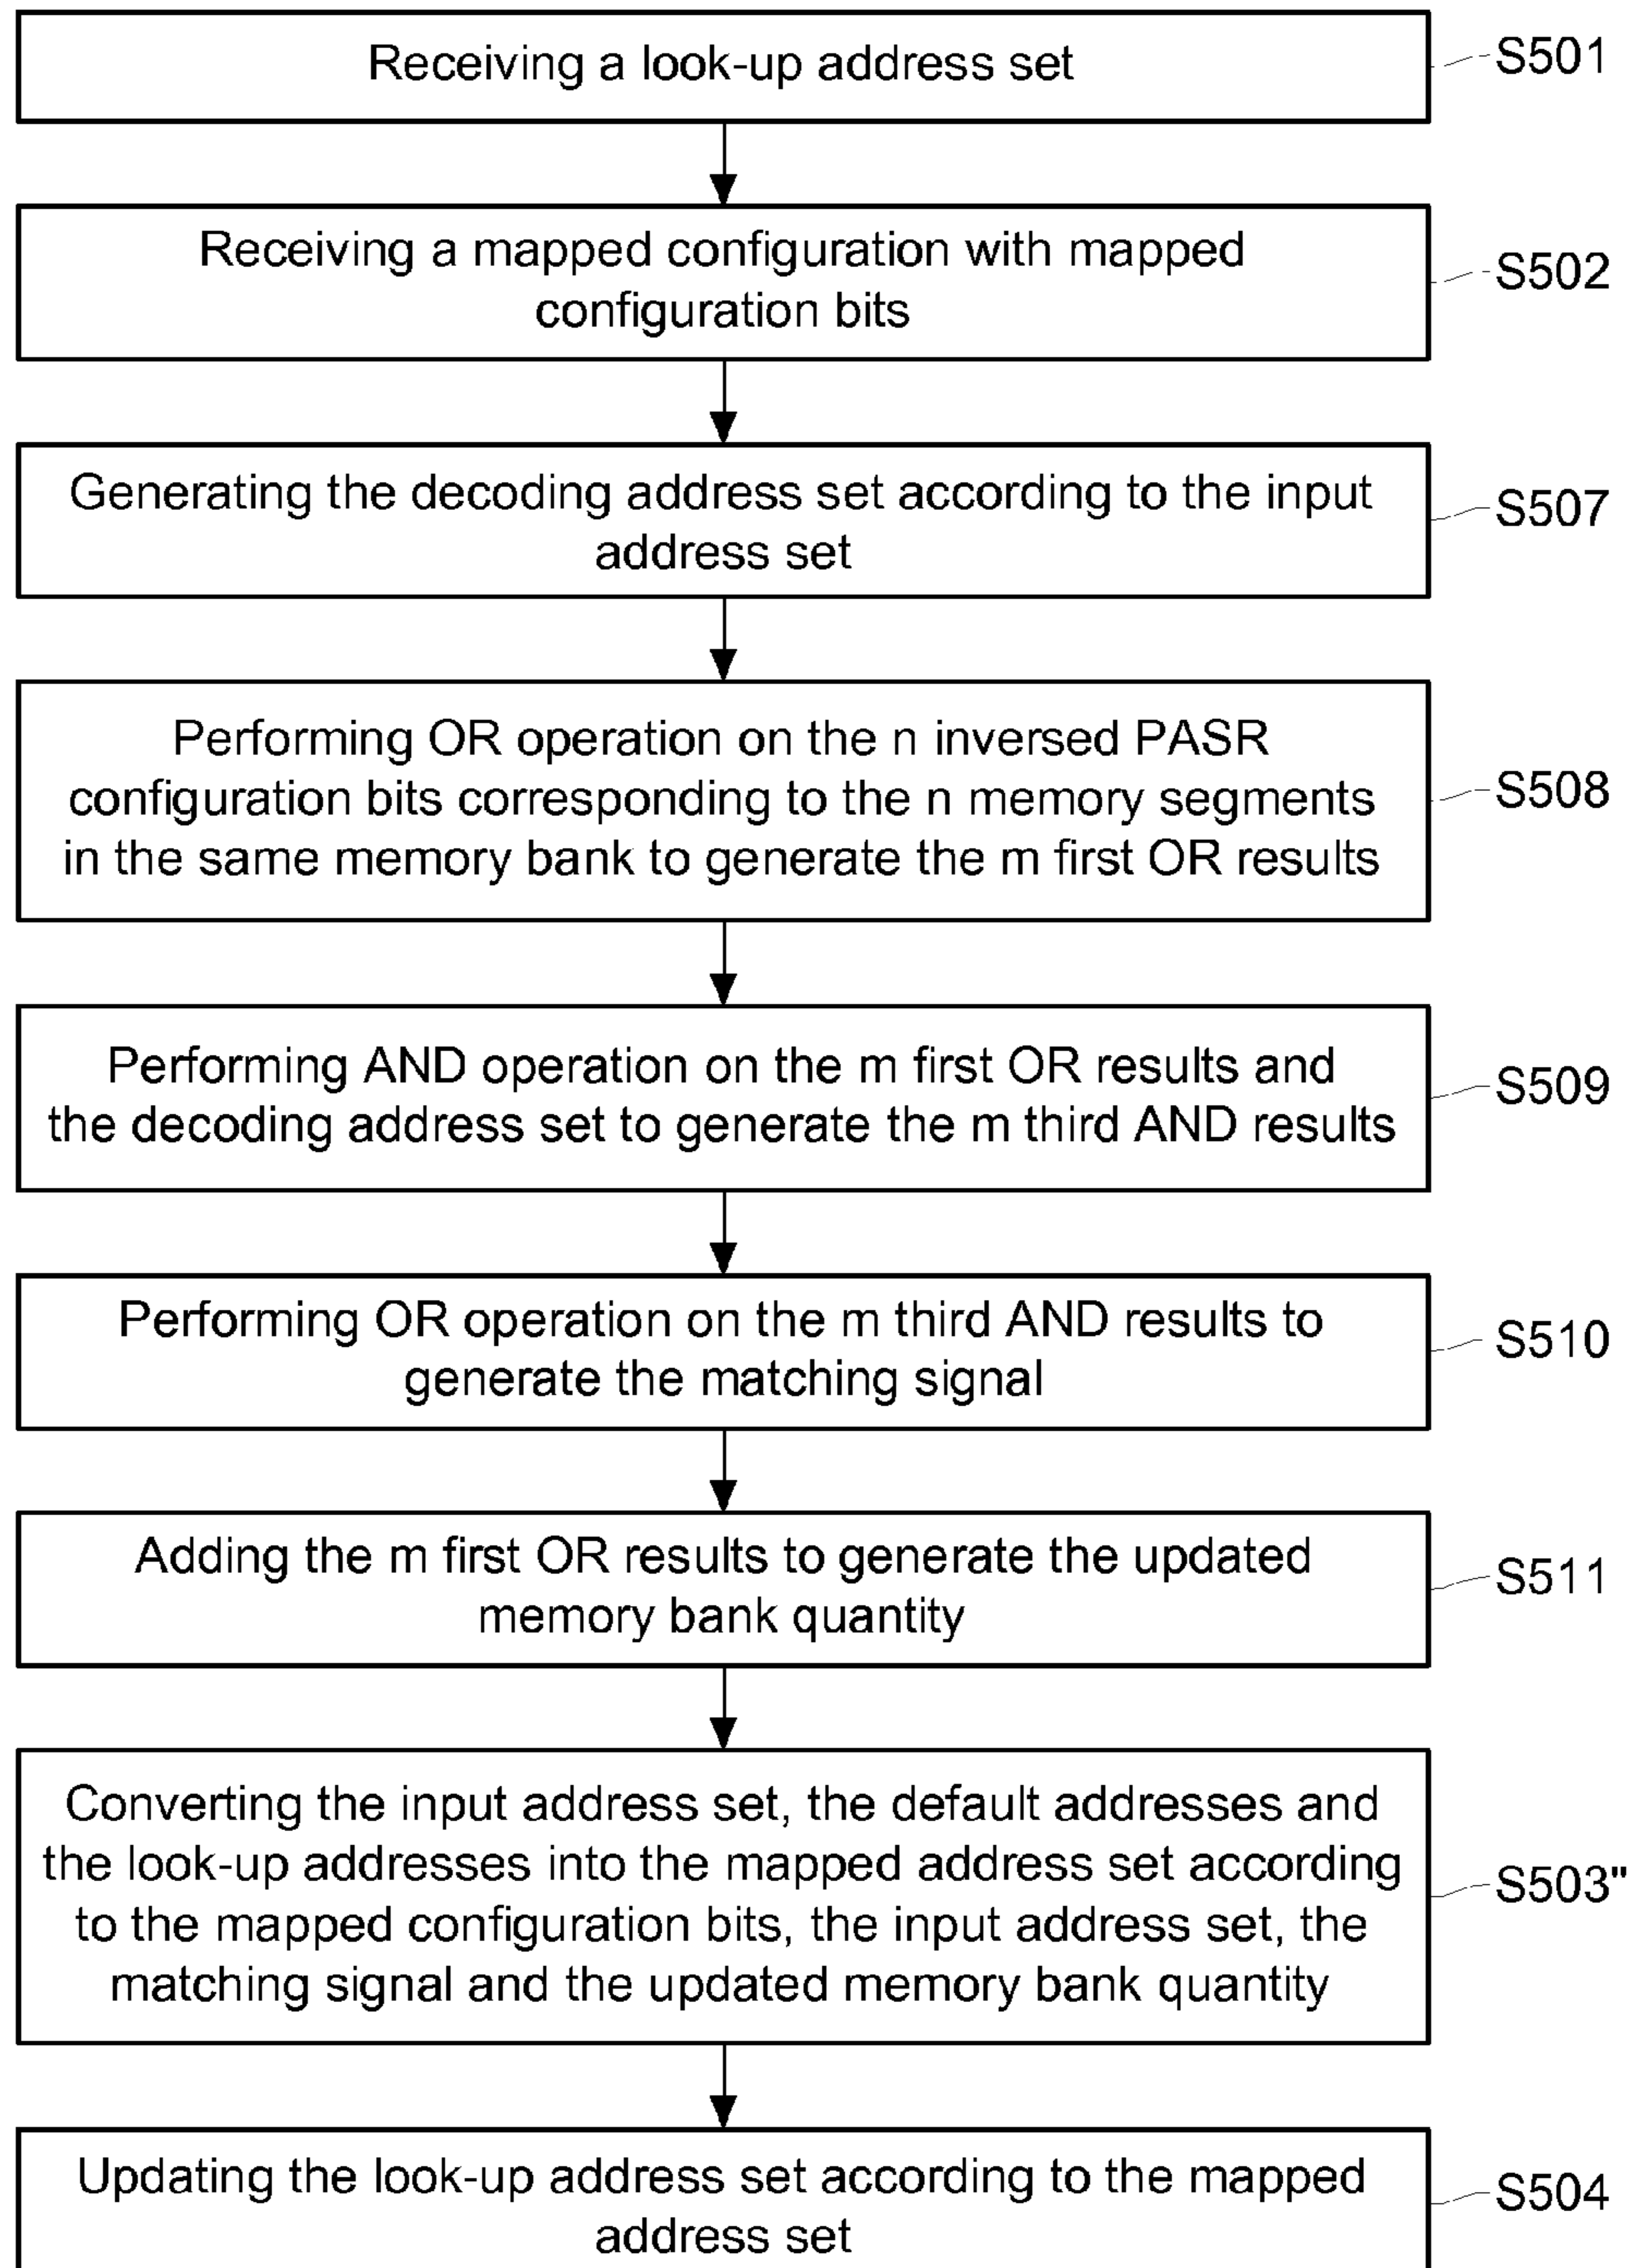 Receiving a look-up address set
S501
Receiving a mapped configuration with mapped
configuration bits
S502
Generating the decoding address set according to the input
address set
S507
Performing OR operation on the n inversed PASR
configuration bits corresponding to the n memory segments
in the same memory bank to generate the m first OR results
S508
Performing AND operation on the m first OR results and
the decoding address set to generate the m third AND results
S509
Performing OR operation on the m third AND results to
generate the matching signal
S510
Adding the m first OR results to generate the updated
memory bank quantity
S511
Converting the input address set, the default addresses and
the look-up addresses into the mapped address set according
to the mapped configuration bits, the input address set, the
matching signal and the updated memory bank quantity
S503"
Updating the look-up address set according to the mapped
address set
S504